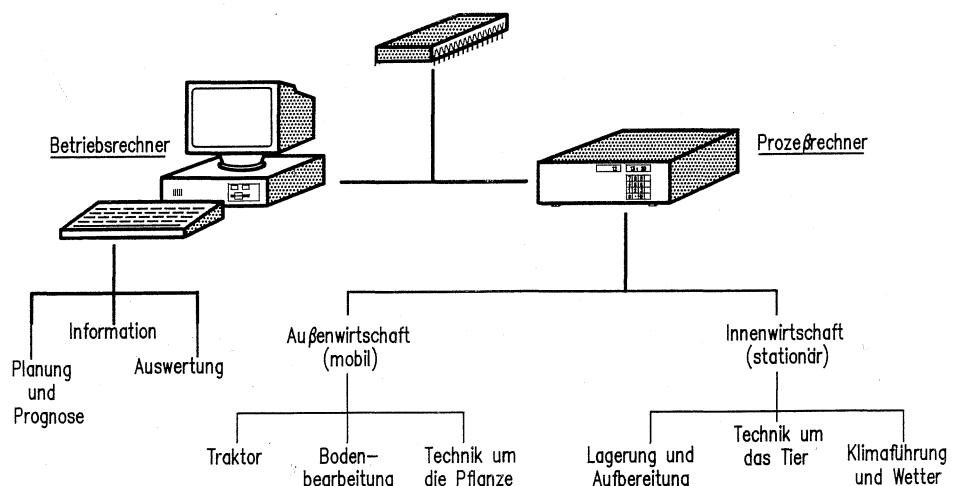 Betriebsrechner
Prozeßrechner
Information
Planung
und
Prognose
Auswertung
Außenwirtschaft
(mobil)
Innenwirtschaft
(stationär)
Traktor
Boden-
bearbeitung
Technik um
die Pflanze
Lagerung und
Aufbereitung
Technik um
das Tier
Klimaführung
und Wetter